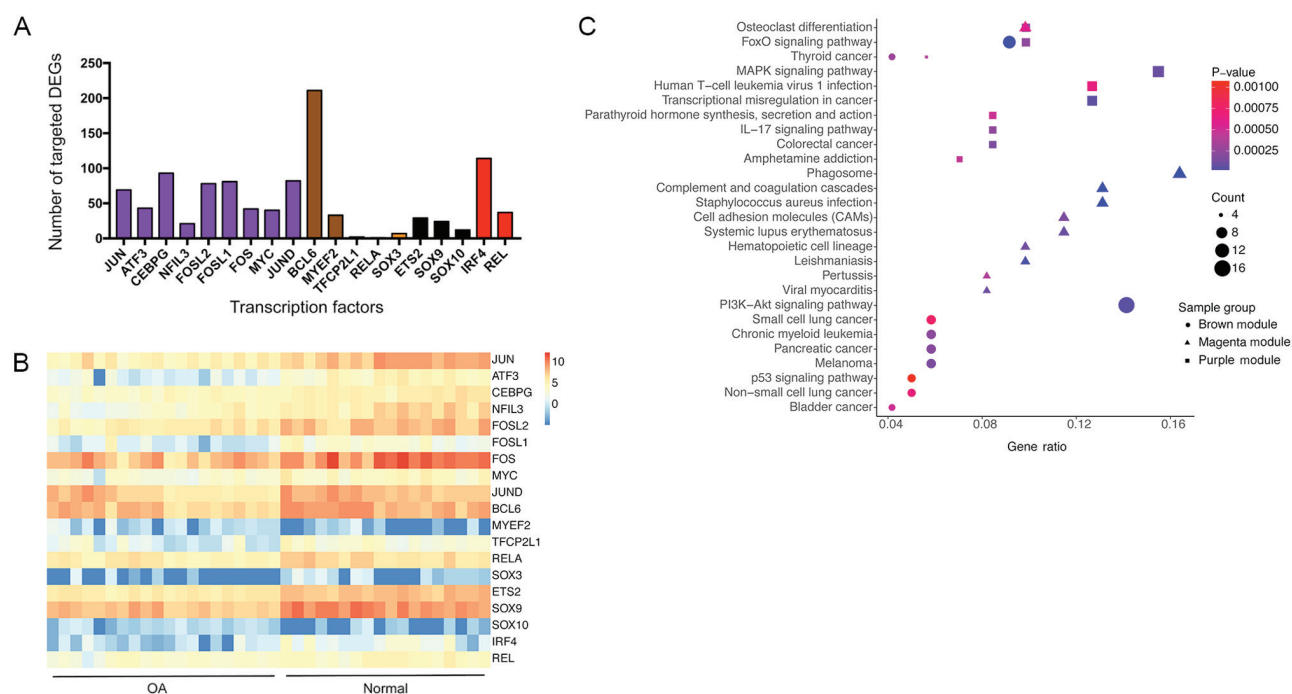 A
Number of targeted DEGs
250
200
150
100
50
0
JUN
ATF3
CEBPG
NFIL3
FOSL2
FOSL1
FOS
MYC
JUND
BCL6
MYEF2
TFCP2L1
RELA
SOX3
ETS2
SOX9
SOX10
IRF4
REL
Transcription factors
B
JUN
ATF3
CEBPG
NFIL3
FOSL2
FOSL1
FOS
MYC
JUND
BCL6
MYEF2
TFCP2L1
RELA
SOX3
ETS2
SOX9
SOX10
IRF4
REL
10
5
0
OA
Normal
C
Osteoclast differentiation
FoxO signaling pathway
Thyroid cancer
MAPK signaling pathway
Human T-cell leukemia virus 1 infection
Transcriptional misregulation in cancer
Parathyroid hormone synthesis, secretion and action
IL-17 signaling pathway
Colorectal cancer
Amphetamine addiction
Phagosome
Complement and coagulation cascades
Staphylococcus aureus infection
Cell adhesion molecules (CAMs)
Systemic lupus erythematosus
Hematopoietic cell lineage
Leishmaniasis
Pertussis
Viral myocarditis
PI3K-Akt signaling pathway
Small cell lung cancer
Chronic myeloid leukemia
Pancreatic cancer
Melanoma
p53 signaling pathway
Non-small cell lung cancer
Bladder cancer
0.04
0.08
0.12
0.16
Gene ratio
P-value
0.00100
0.00075
0.00050
0.00025
Count
4
8
12
16
Sample group
Brown module
Magenta module
Purple module